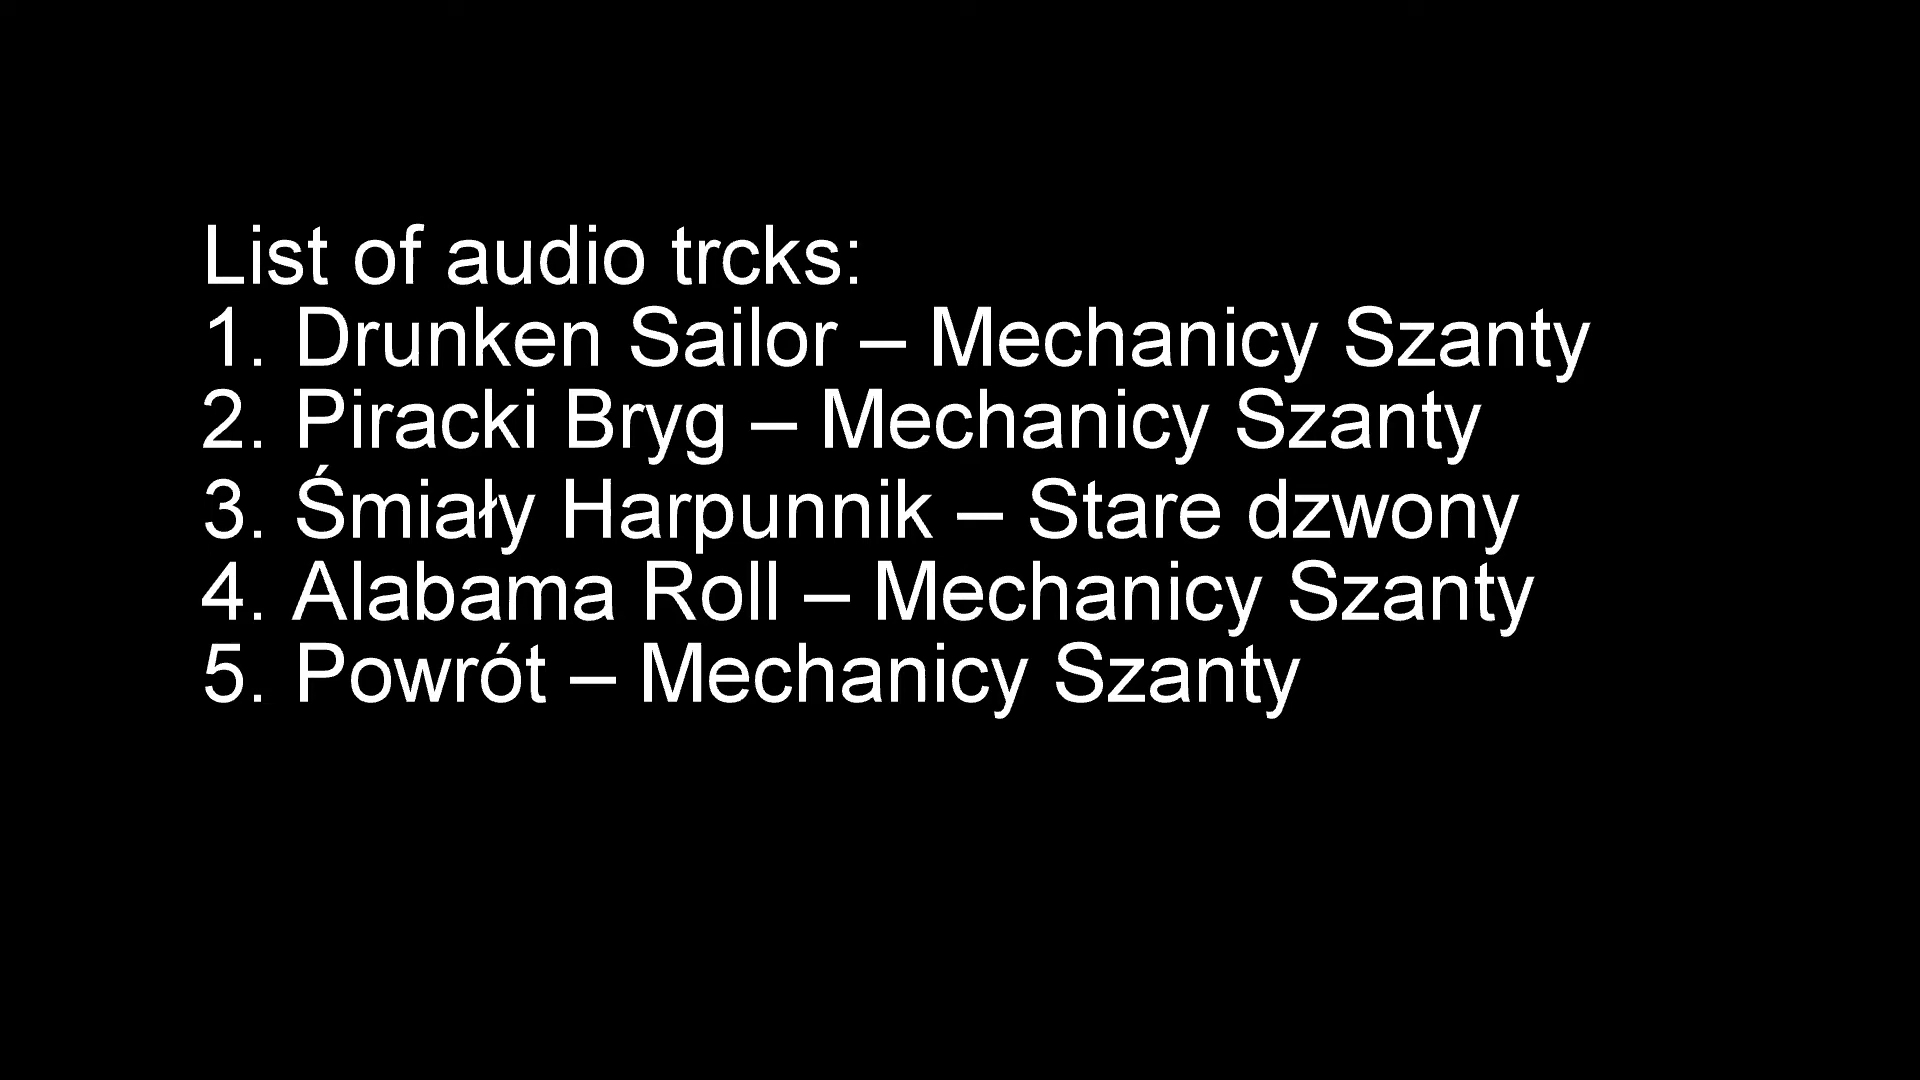 List of audio trcks:
1. Drunken Sailor – Mechanicy Szanty
2. Piracki Bryg – Mechanicy Szanty
3. Śmiały Harpunnik – Stare dzwony
4. Alabama Roll – Mechanicy Szanty
5. Powrót – Mechanicy Szanty